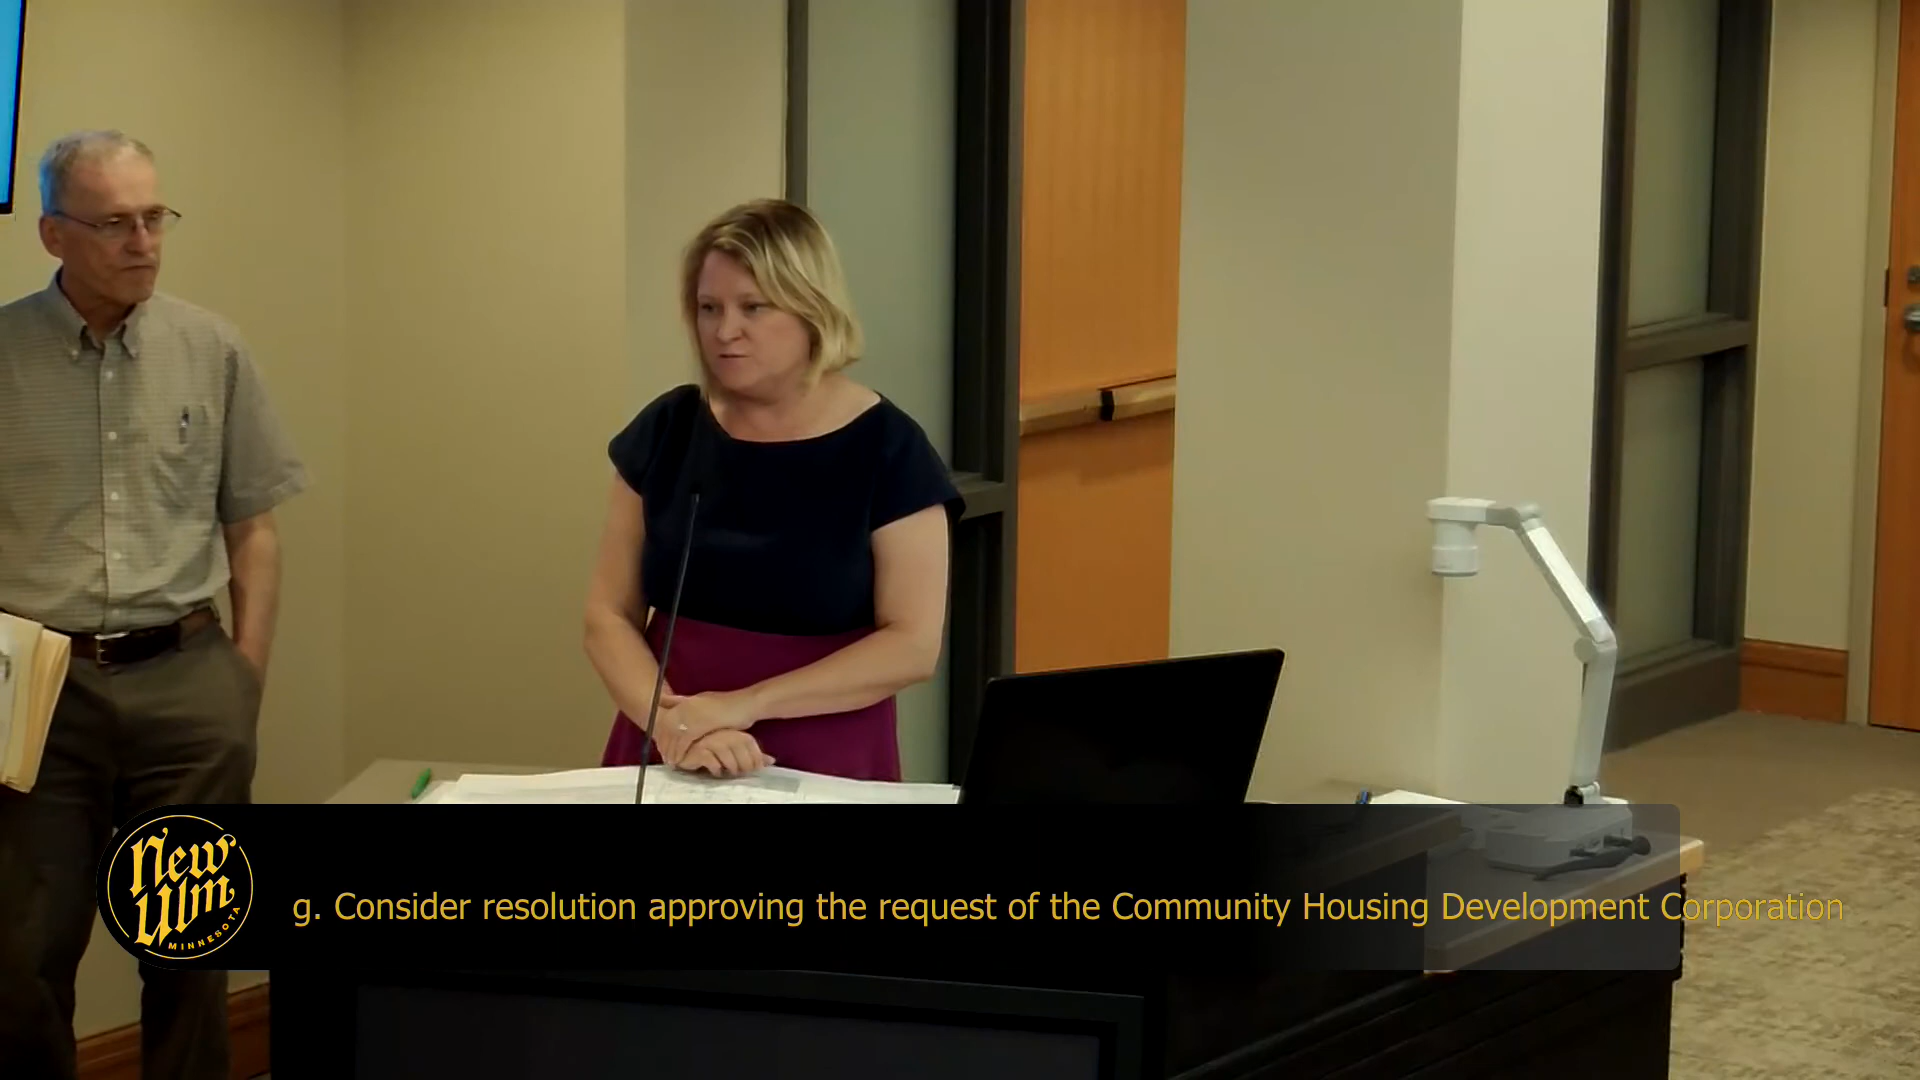 New
Ulm
MINNESOTA
g. Consider resolution approving the request of the Community Housing Development Corporation